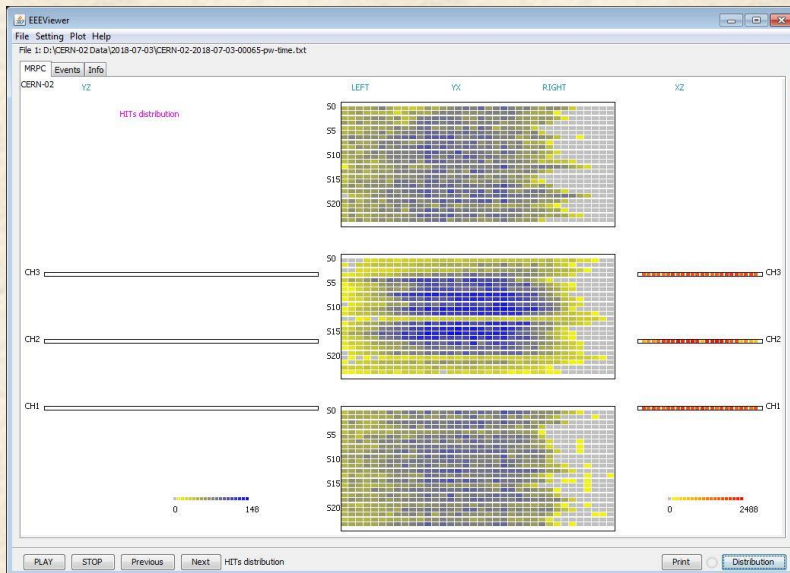 EEEViewer
File Setting Plot Help
File 1: D:\CERN-02 Data\2018-07-03\CERN-02-2018-07-03-00065-pw-time.txt
MRPC Events Info
CERN-02 YZ LEFT YX RIGHT XZ
HITs distribution
S0
S5
S10
S15
S20
S0
CH3 CH3
S5
S10
CH2 S15 CH2
S20
CH1 S0 CH1
S5
S10
S15
0 148 0 2488
S20
PLAY STOP Previous Next HITs distribution Print Distribution